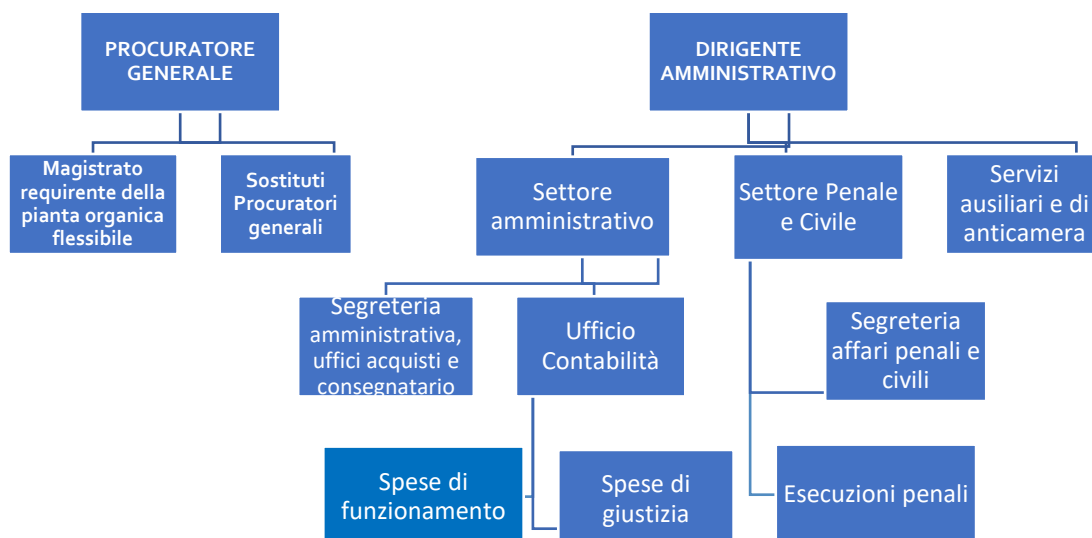 PROCURATORE
GENERALE
DIRIGENTE
AMMINISTRATIVO
Magistrato
requirente della
pianta organica
flessibile
Sostituti
Procuratori
generali
Settore
amministrativo
Settore Penale
e Civile
Servizi
ausiliari e di
anticamera
Segreteria
amministrativa,
uffici acquisti e
consegnatario
Ufficio
Contabilità
Segreteria
affari penali e
civili
Spese di
funzionamento
Spese di
giustizia
Esecuzioni penali